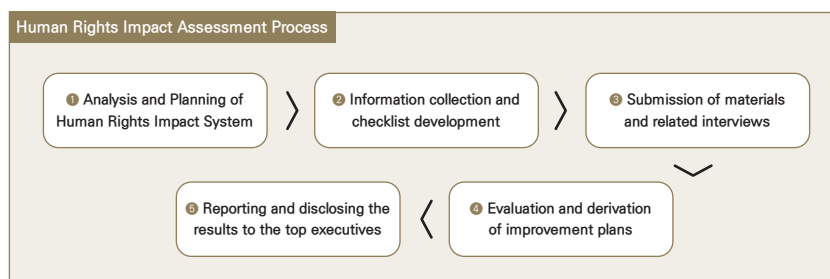 Human Rights Impact Assessment Process
❶ Analysis and Planning of
Human Rights Impact System
❷ Information collection and
checklist development
❸ Submission of materials
and related interviews
❹ Evaluation and derivation
of improvement plans
❺ Reporting and disclosing the
results to the top executives